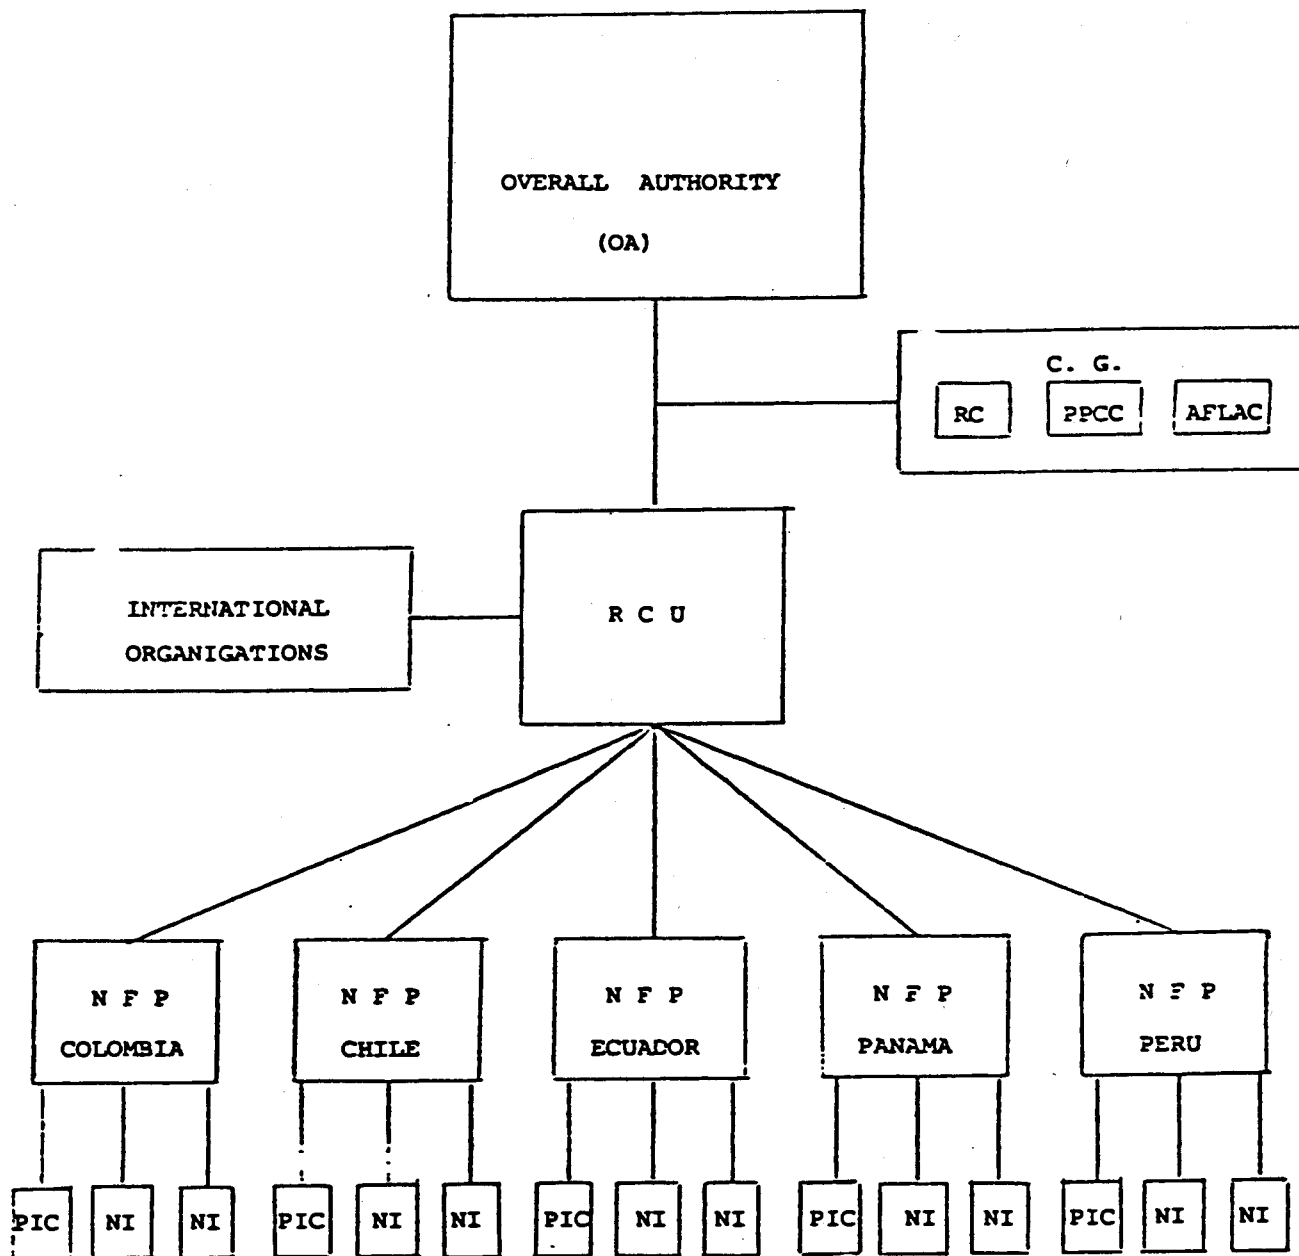 OVERALL AUTHORITY
(OA)
C. G.
RC PPCC AFLAC
INTERNATIONAL
ORGANIGATIONS
R C U
N F P
COLOMBIA
N F P
CHILE
N F P
ECUADOR
N F P
PANAMA
N F P
PERU
PIC NI NI PIC NI NI PIC NI NI PIC NI NI PIC NI NI